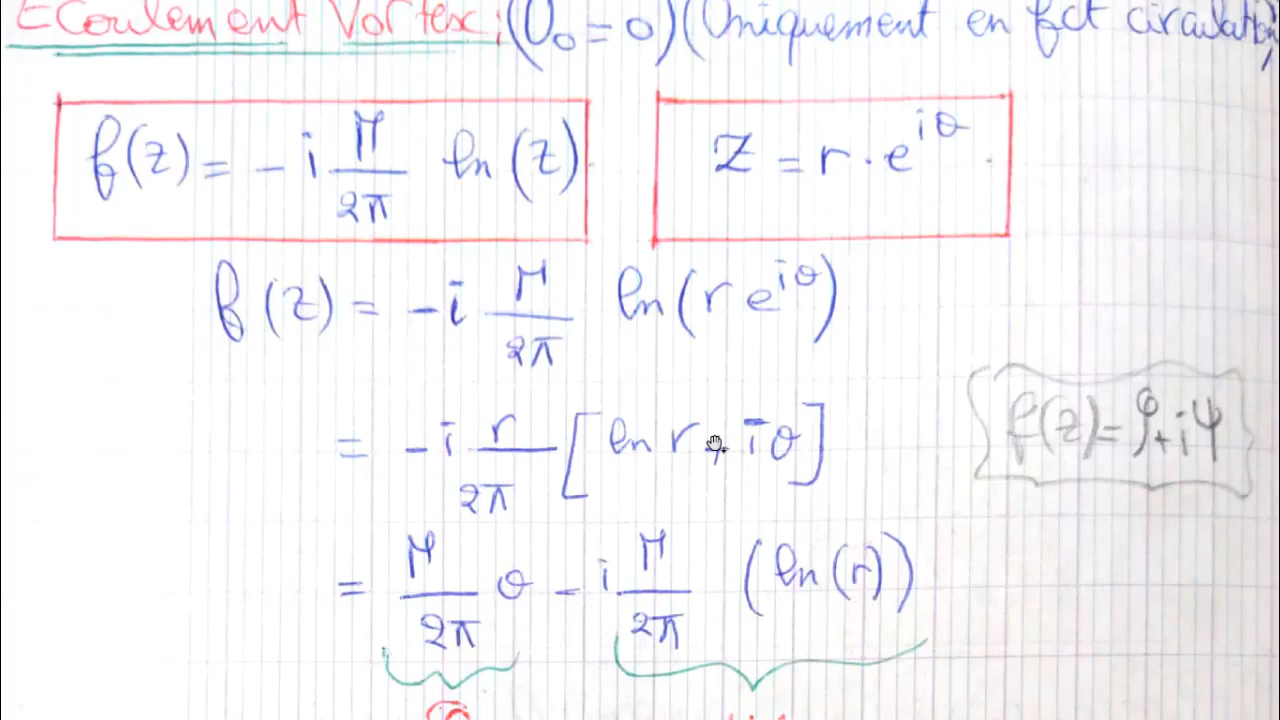 Ecoulement Vortex: (U₀ = 0) (Uniquement en fct circulation)
f(z) = -i Γ/2π ln(z)
z = r·e^{iθ}
f(z) = -i Γ/2π ln(r e^{iθ})
= -i r/2π [ln r + iθ]
f(z) = φ + iψ
= Γ/2π θ - i Γ/2π (ln(r))